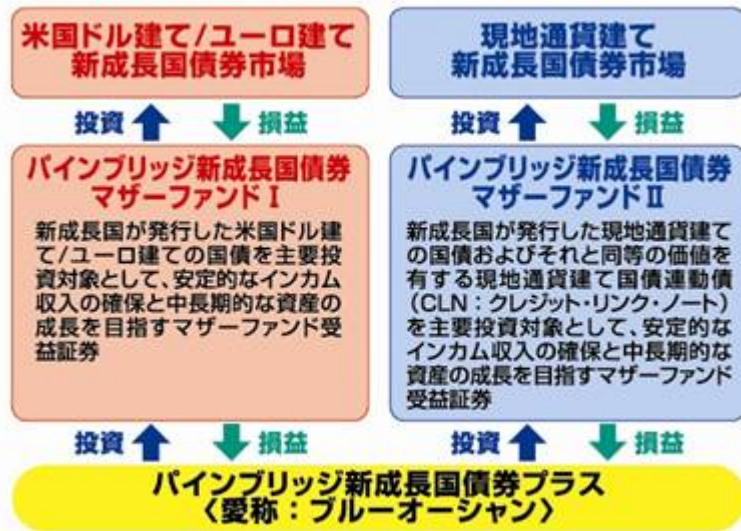 米国ドル建て/ユーロ建て
新成長国債券市場
現地通貨建て
新成長国債券市場
投資
損益
投資
損益
パインブリッジ新成長国債券
マザーファンドⅠ
新成長国が発行した米国ドル建
て/ユーロ建ての国債を主要投
資対象として、安定的なインカム
収入の確保と中長期的な資産の
成長を目指すマザーファンド受
益証券
パインブリッジ新成長国債券
マザーファンドⅡ
新成長国が発行した現地通貨建て
の国債およびそれと同等の価値を
有する現地通貨建て国債連動債
(CLN:クレジット・リンク・ノート)
を主要投資対象として、安定的な
インカム収入の確保と中長期的な
資産の成長を目指すマザーファンド
受益証券
投資
損益
投資
損益
パインブリッジ新成長国債券プラス
〈愛称:ブルーオーシャン〉